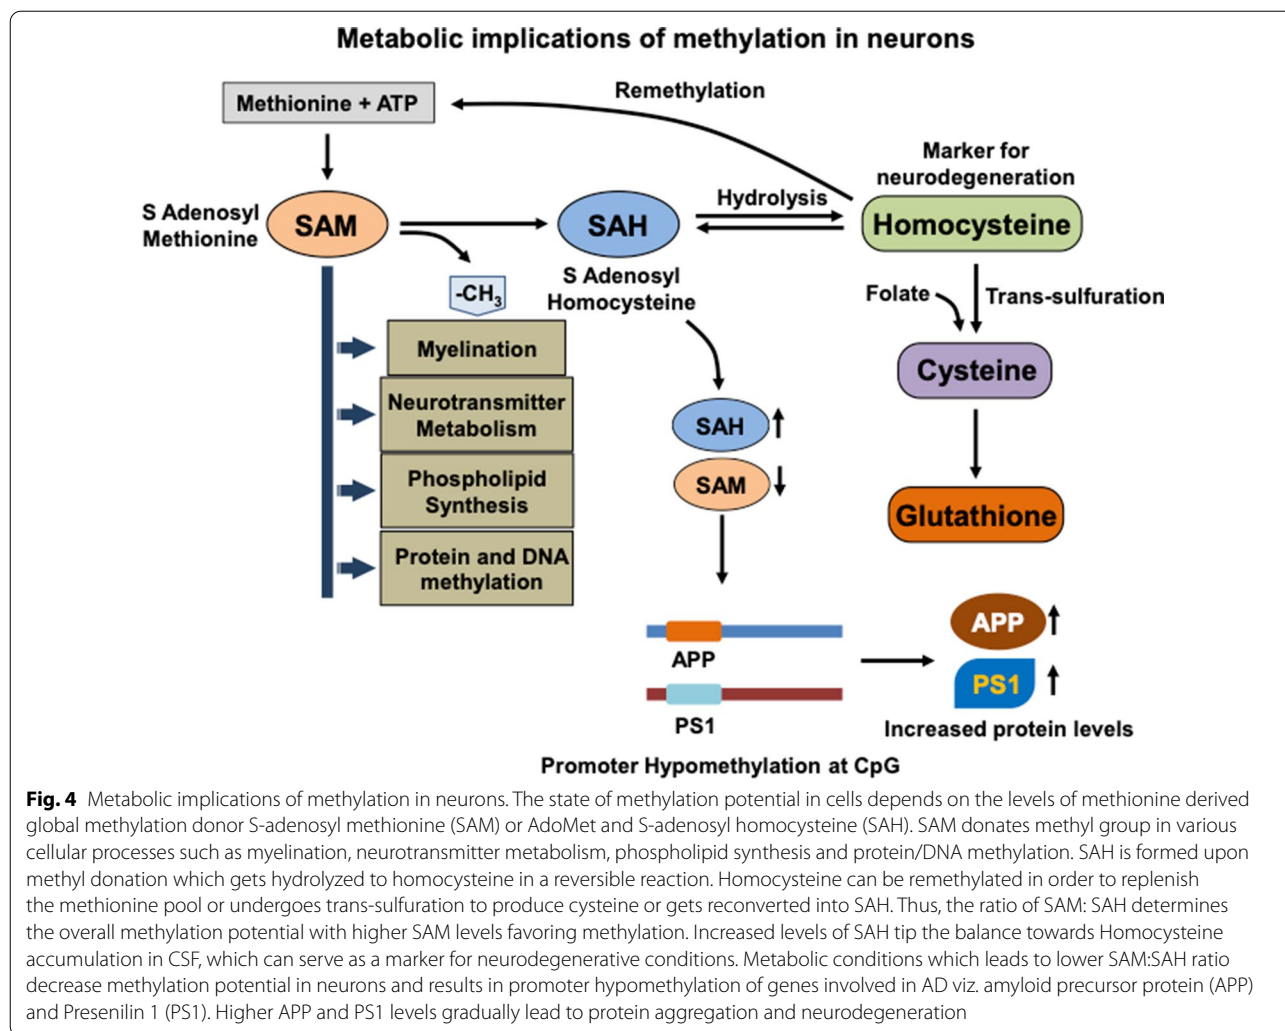 Metabolic implications of methylation in neurons
Methionine + ATP
Remethylation
Marker for
neurodegeneration
S Adenosyl
Methionine
SAM
SAH
Hydrolysis
Homocysteine
-CH3
S Adenosyl
Homocysteine
Folate
Trans-sulfuration
Myelination
Cysteine
Neurotransmitter
Metabolism
SAH
SAM
Phospholipid
Synthesis
Glutathione
Protein and DNA
methylation
APP
APP
PS1
PS1
Increased protein levels
Promoter Hypomethylation at CpG
Fig. 4 Metabolic implications of methylation in neurons. The state of methylation potential in cells depends on the levels of methionine derived
global methylation donor S-adenosyl methionine (SAM) or AdoMet and S-adenosyl homocysteine (SAH). SAM donates methyl group in various
cellular processes such as myelination, neurotransmitter metabolism, phospholipid synthesis and protein/DNA methylation. SAH is formed upon
methyl donation which gets hydrolyzed to homocysteine in a reversible reaction. Homocysteine can be remethylated in order to replenish
the methionine pool or undergoes trans-sulfuration to produce cysteine or gets reconverted into SAH. Thus, the ratio of SAM: SAH determines
the overall methylation potential with higher SAM levels favoring methylation. Increased levels of SAH tip the balance towards Homocysteine
accumulation in CSF, which can serve as a marker for neurodegenerative conditions. Metabolic conditions which leads to lower SAM:SAH ratio
decrease methylation potential in neurons and results in promoter hypomethylation of genes involved in AD viz. amyloid precursor protein (APP)
and Presenilin 1 (PS1). Higher APP and PS1 levels gradually lead to protein aggregation and neurodegeneration